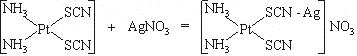 NH₃ SCN NH₃ SCN - Ag
Pt + AgNO₃ = Pt NO₃
NH₃ SCN NH₃ SCN